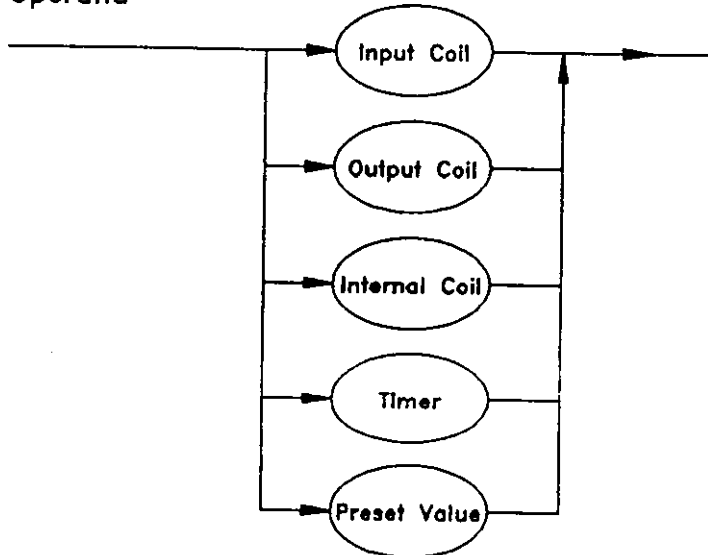 Operand
Input Coil
Output Coil
Internal Coil
Timer
Preset Value